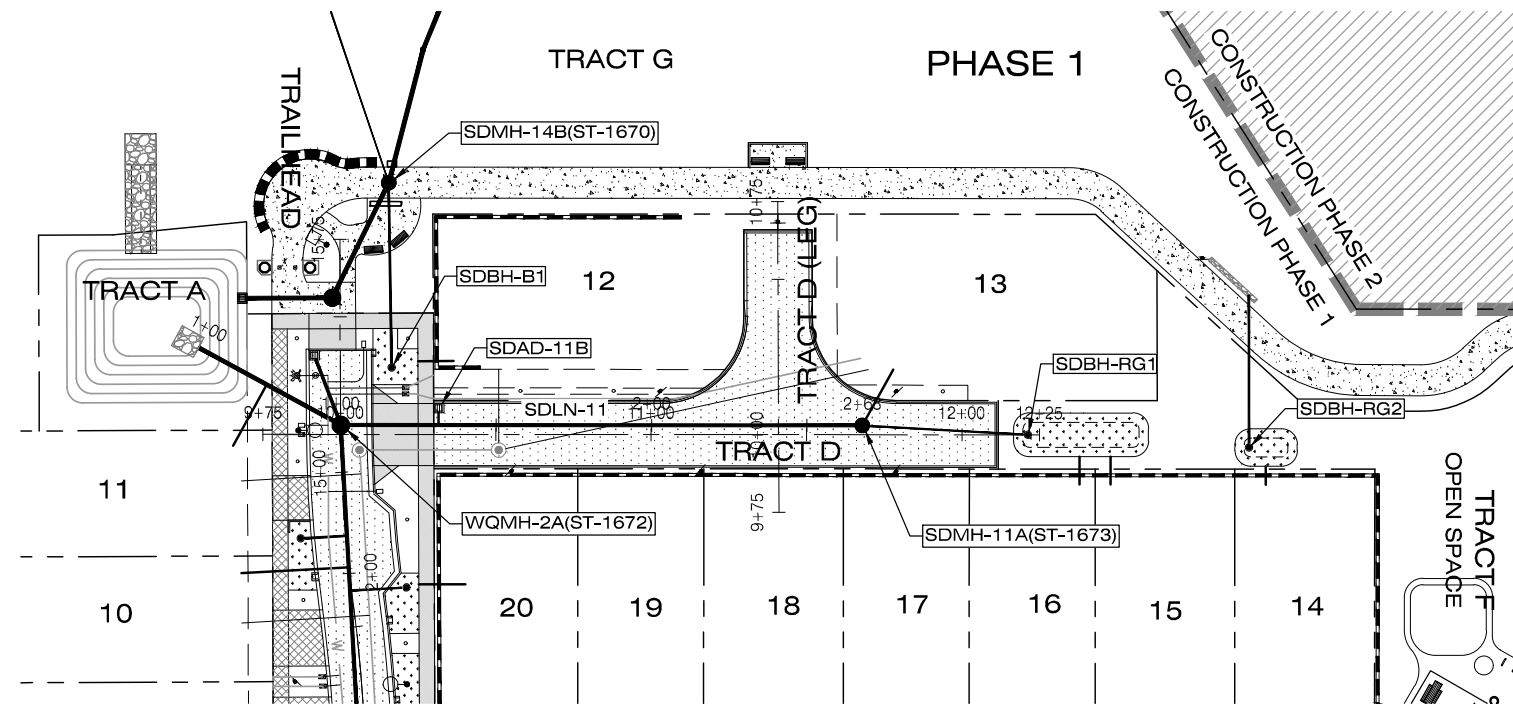 TRACT G
PHASE 1
CONSTRUCTION PHASE 2
CONSTRUCTION PHASE 1
TRAILHEAD
SDMH-14B(ST-1670)
10+75
TRACT D (LEG)
SDBH-B1
12
13
TRACT A
1+00
SDAD-11B
SDBH-RG1
SDBH-RG2
9+75
10+00
SDLN-11
2+00
11+00
2+65
12+00
12+25
TRACT D
15+00
WQMH-2A(ST-1672)
9+75
SDMH-11A(ST-1673)
11
10
2+00
W
W
20
19
18
17
16
15
14
TRACT F
OPEN SPACE